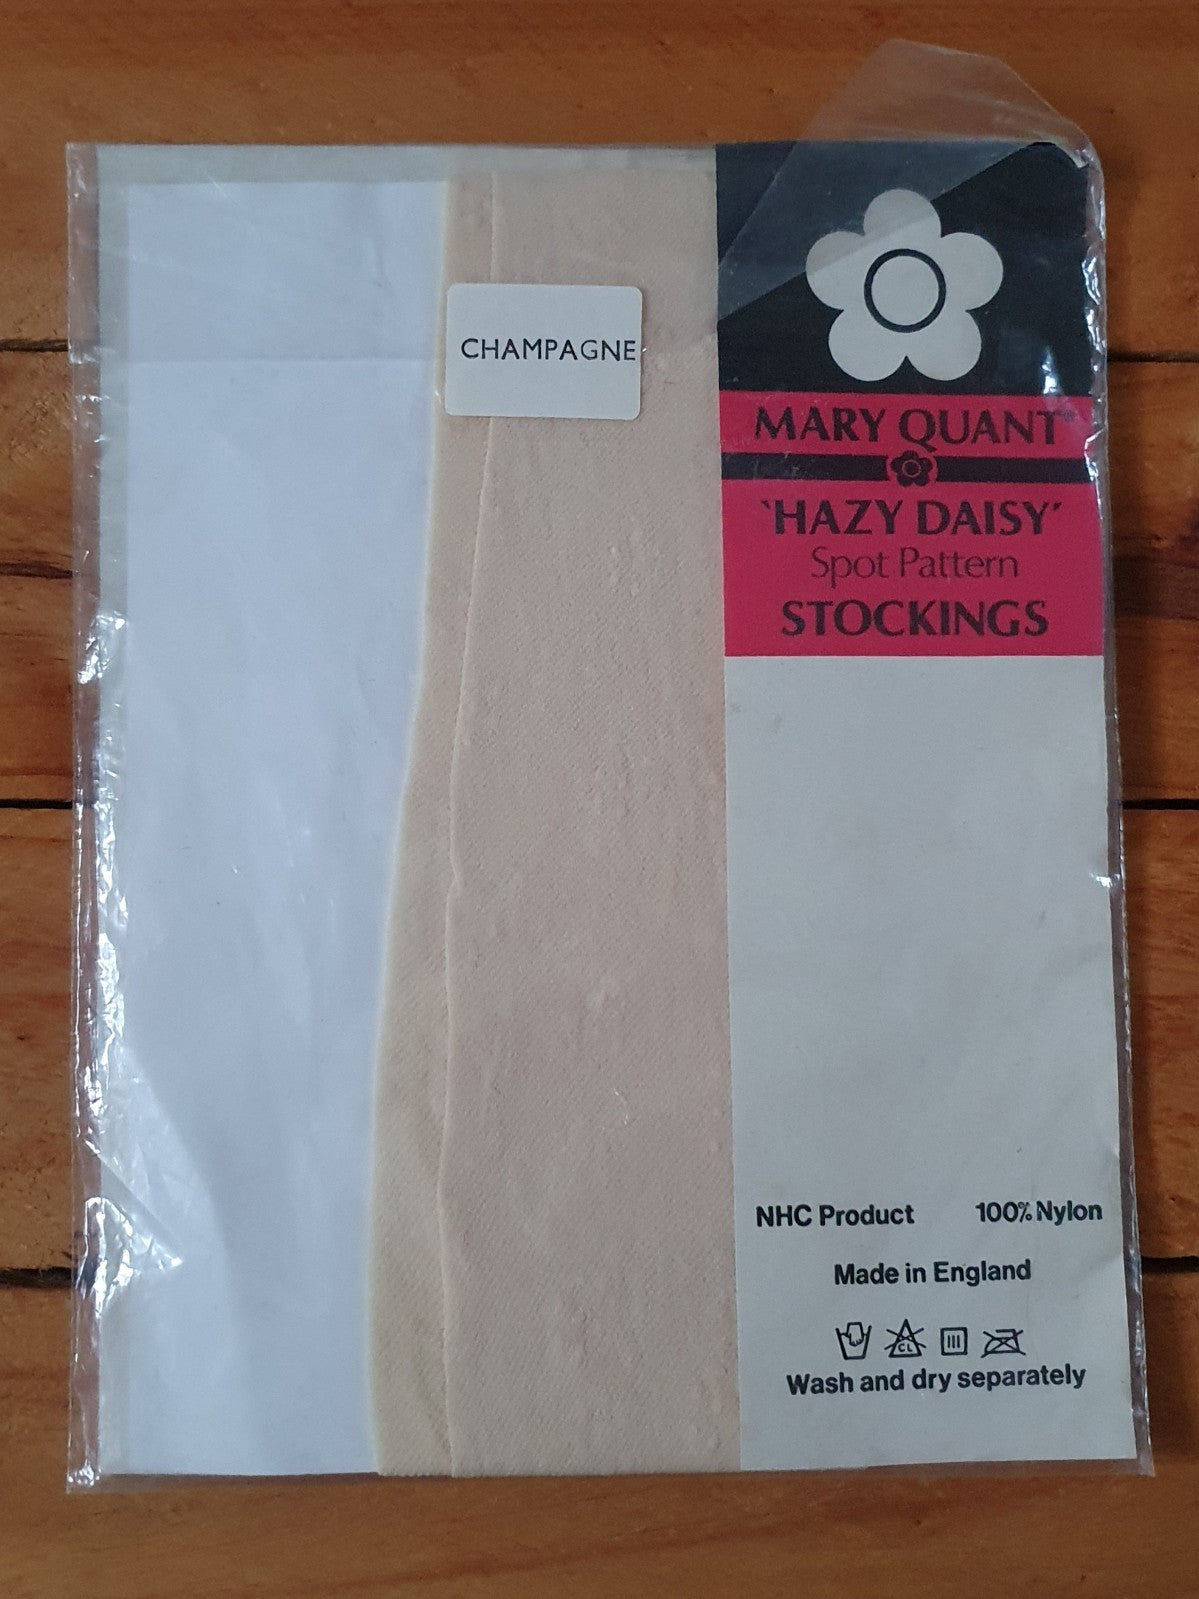 CHAMPAGNE
MARY QUANT®
'HAZY DAISY'
Spot Pattern
STOCKINGS
NHC Product 100% Nylon
Made in England
CL
Wash and dry separately